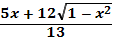 5x + 12√(1 − x²)
13